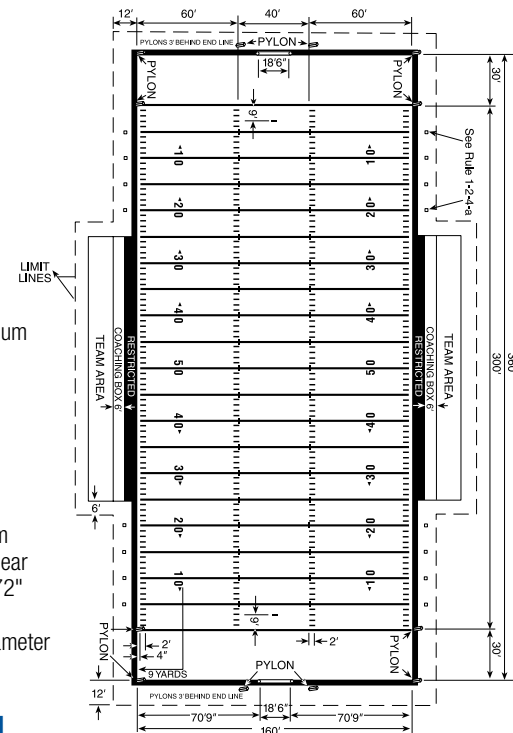 12' 60' 40' 60'
PYLONS 3' BEHIND END LINE PYLON
18'6"
PYLON PYLON
30'
9'
See Rule 1-2-4-a
10 10
20 20
30 30
40 40
50 50
40 40
30 30
20 20
10 10
LIMIT
LINES
TEAM AREA
COACHING BOX 6'
RESTRICTED
RESTRICTED
COACHING BOX 6'
TEAM AREA
300'
360'
um
6'
m
ear
72"
ameter
9'
PYLON
2'
4"
9 YARDS
2'
PYLON
PYLON
30'
12'
PYLONS 3' BEHIND END LINE
18'6"
70'9" 70'9"
160'